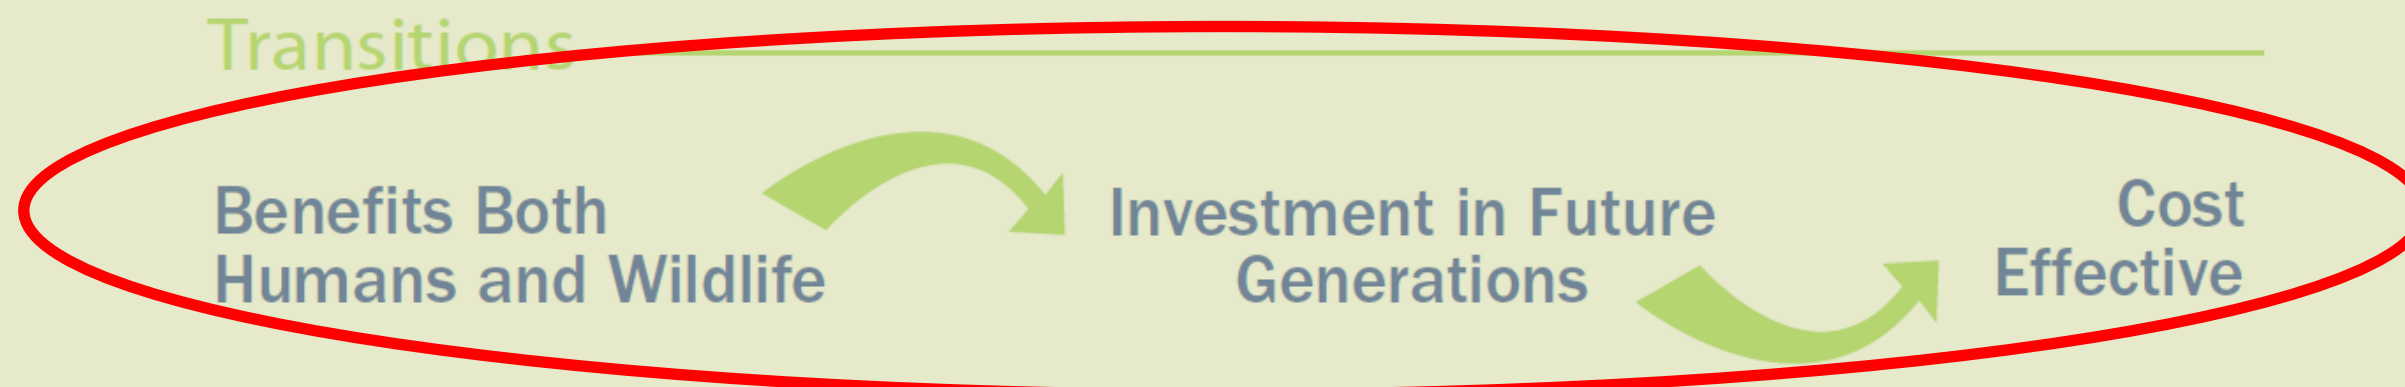 Transitions
Benefits Both
Humans and Wildlife
Investment in Future
Generations
Cost
Effective